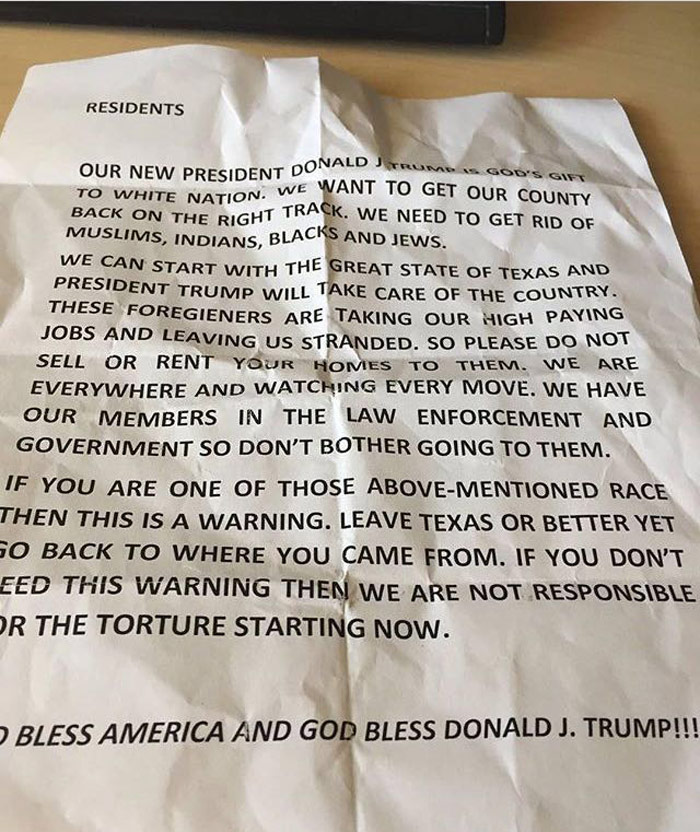 RESIDENTS
OUR NEW PRESIDENT DONALD J TRUMP IS GOD'S GIFT
TO WHITE NATION. WE WANT TO GET OUR COUNTY
BACK ON THE RIGHT TRACK. WE NEED TO GET RID OF
MUSLIMS, INDIANS, BLACKS AND JEWS.
WE CAN START WITH THE GREAT STATE OF TEXAS AND
PRESIDENT TRUMP WILL TAKE CARE OF THE COUNTRY.
THESE FOREGIENERS ARE TAKING OUR HIGH PAYING
JOBS AND LEAVING US STRANDED. SO PLEASE DO NOT
SELL OR RENT YOUR HOMES TO THEM. WE ARE
EVERYWHERE AND WATCHING EVERY MOVE. WE HAVE
OUR MEMBERS IN THE LAW ENFORCEMENT AND
GOVERNMENT SO DON'T BOTHER GOING TO THEM.
IF YOU ARE ONE OF THOSE ABOVE-MENTIONED RACE
THEN THIS IS A WARNING. LEAVE TEXAS OR BETTER YET
GO BACK TO WHERE YOU CAME FROM. IF YOU DON'T
EED THIS WARNING THEN WE ARE NOT RESPONSIBLE
OR THE TORTURE STARTING NOW.
D BLESS AMERICA AND GOD BLESS DONALD J. TRUMP!!!